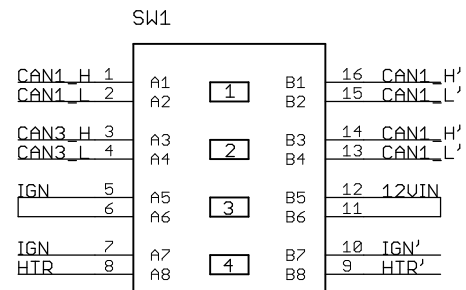 SW1
CAN1_H 1 A1 1 B1 16 CAN1_H'
CAN1_L 2 A2 B2 15 CAN1_L'
CAN3_H 3 A3 2 B3 14 CAN1_H'
CAN3_L 4 A4 B4 13 CAN1_L'
IGN 5 A5 3 B5 12 12VIN
6 A6 B6 11
IGN 7 A7 4 B7 10 IGN'
HTR 8 A8 B8 9 HTR'